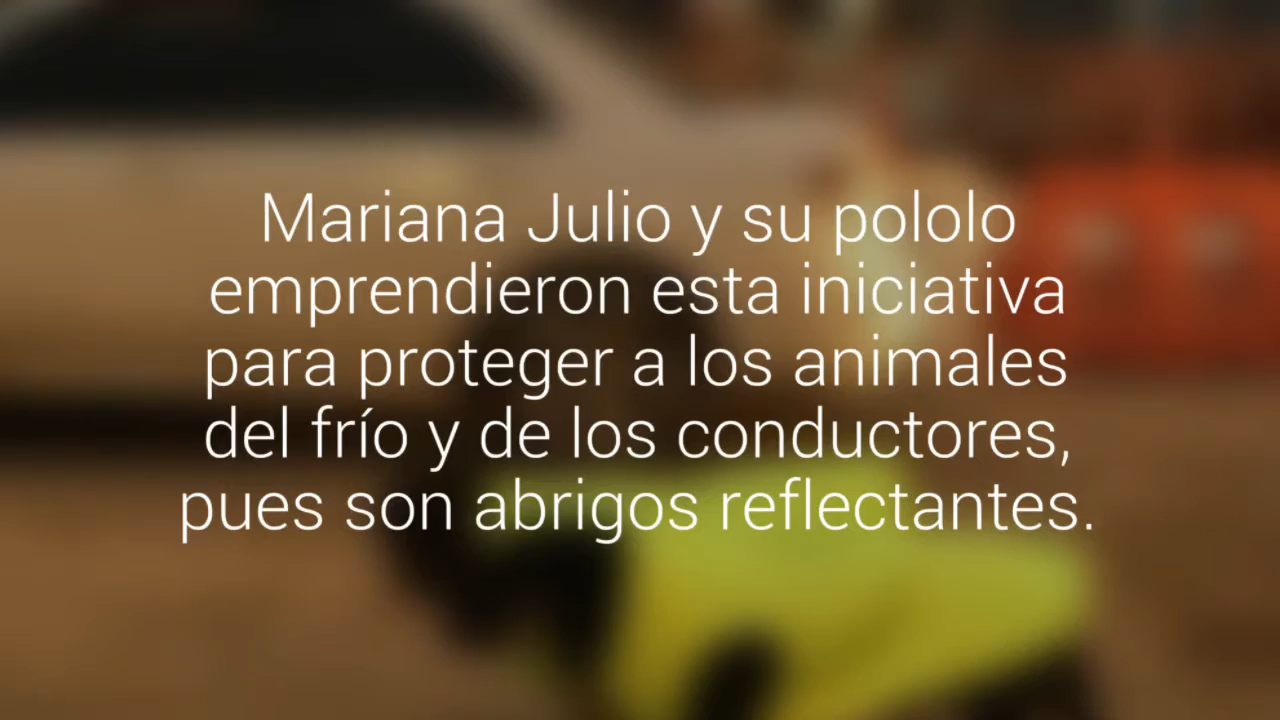 Mariana Julio y su pololo
emprendieron esta iniciativa
para proteger a los animales
del frío y de los conductores,
pues son abrigos reflectantes.